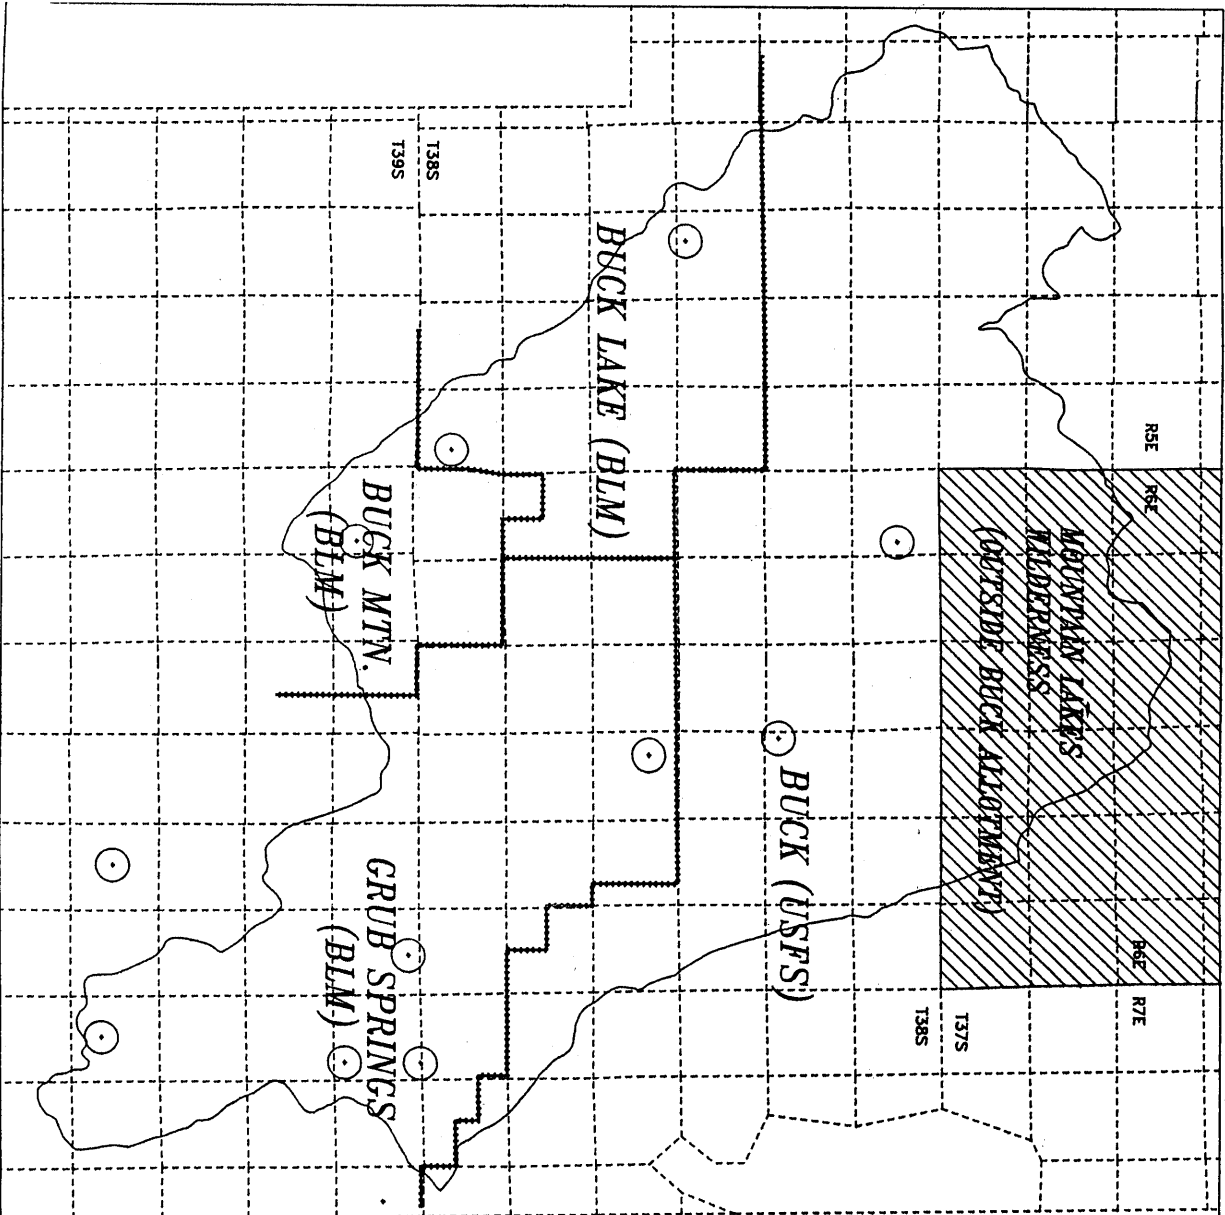 R5E
R6E
R6E
R7E
MOUNTAIN LAKES
WILDERNESS
(OUTSIDE BUCK ALLOTMENT)
T37S
T38S
BUCK (USFS)
BUCK LAKE (BLM)
T38S
T39S
BUCK MTN.
(BLM)
GRUB SPRINGS
(BLM)